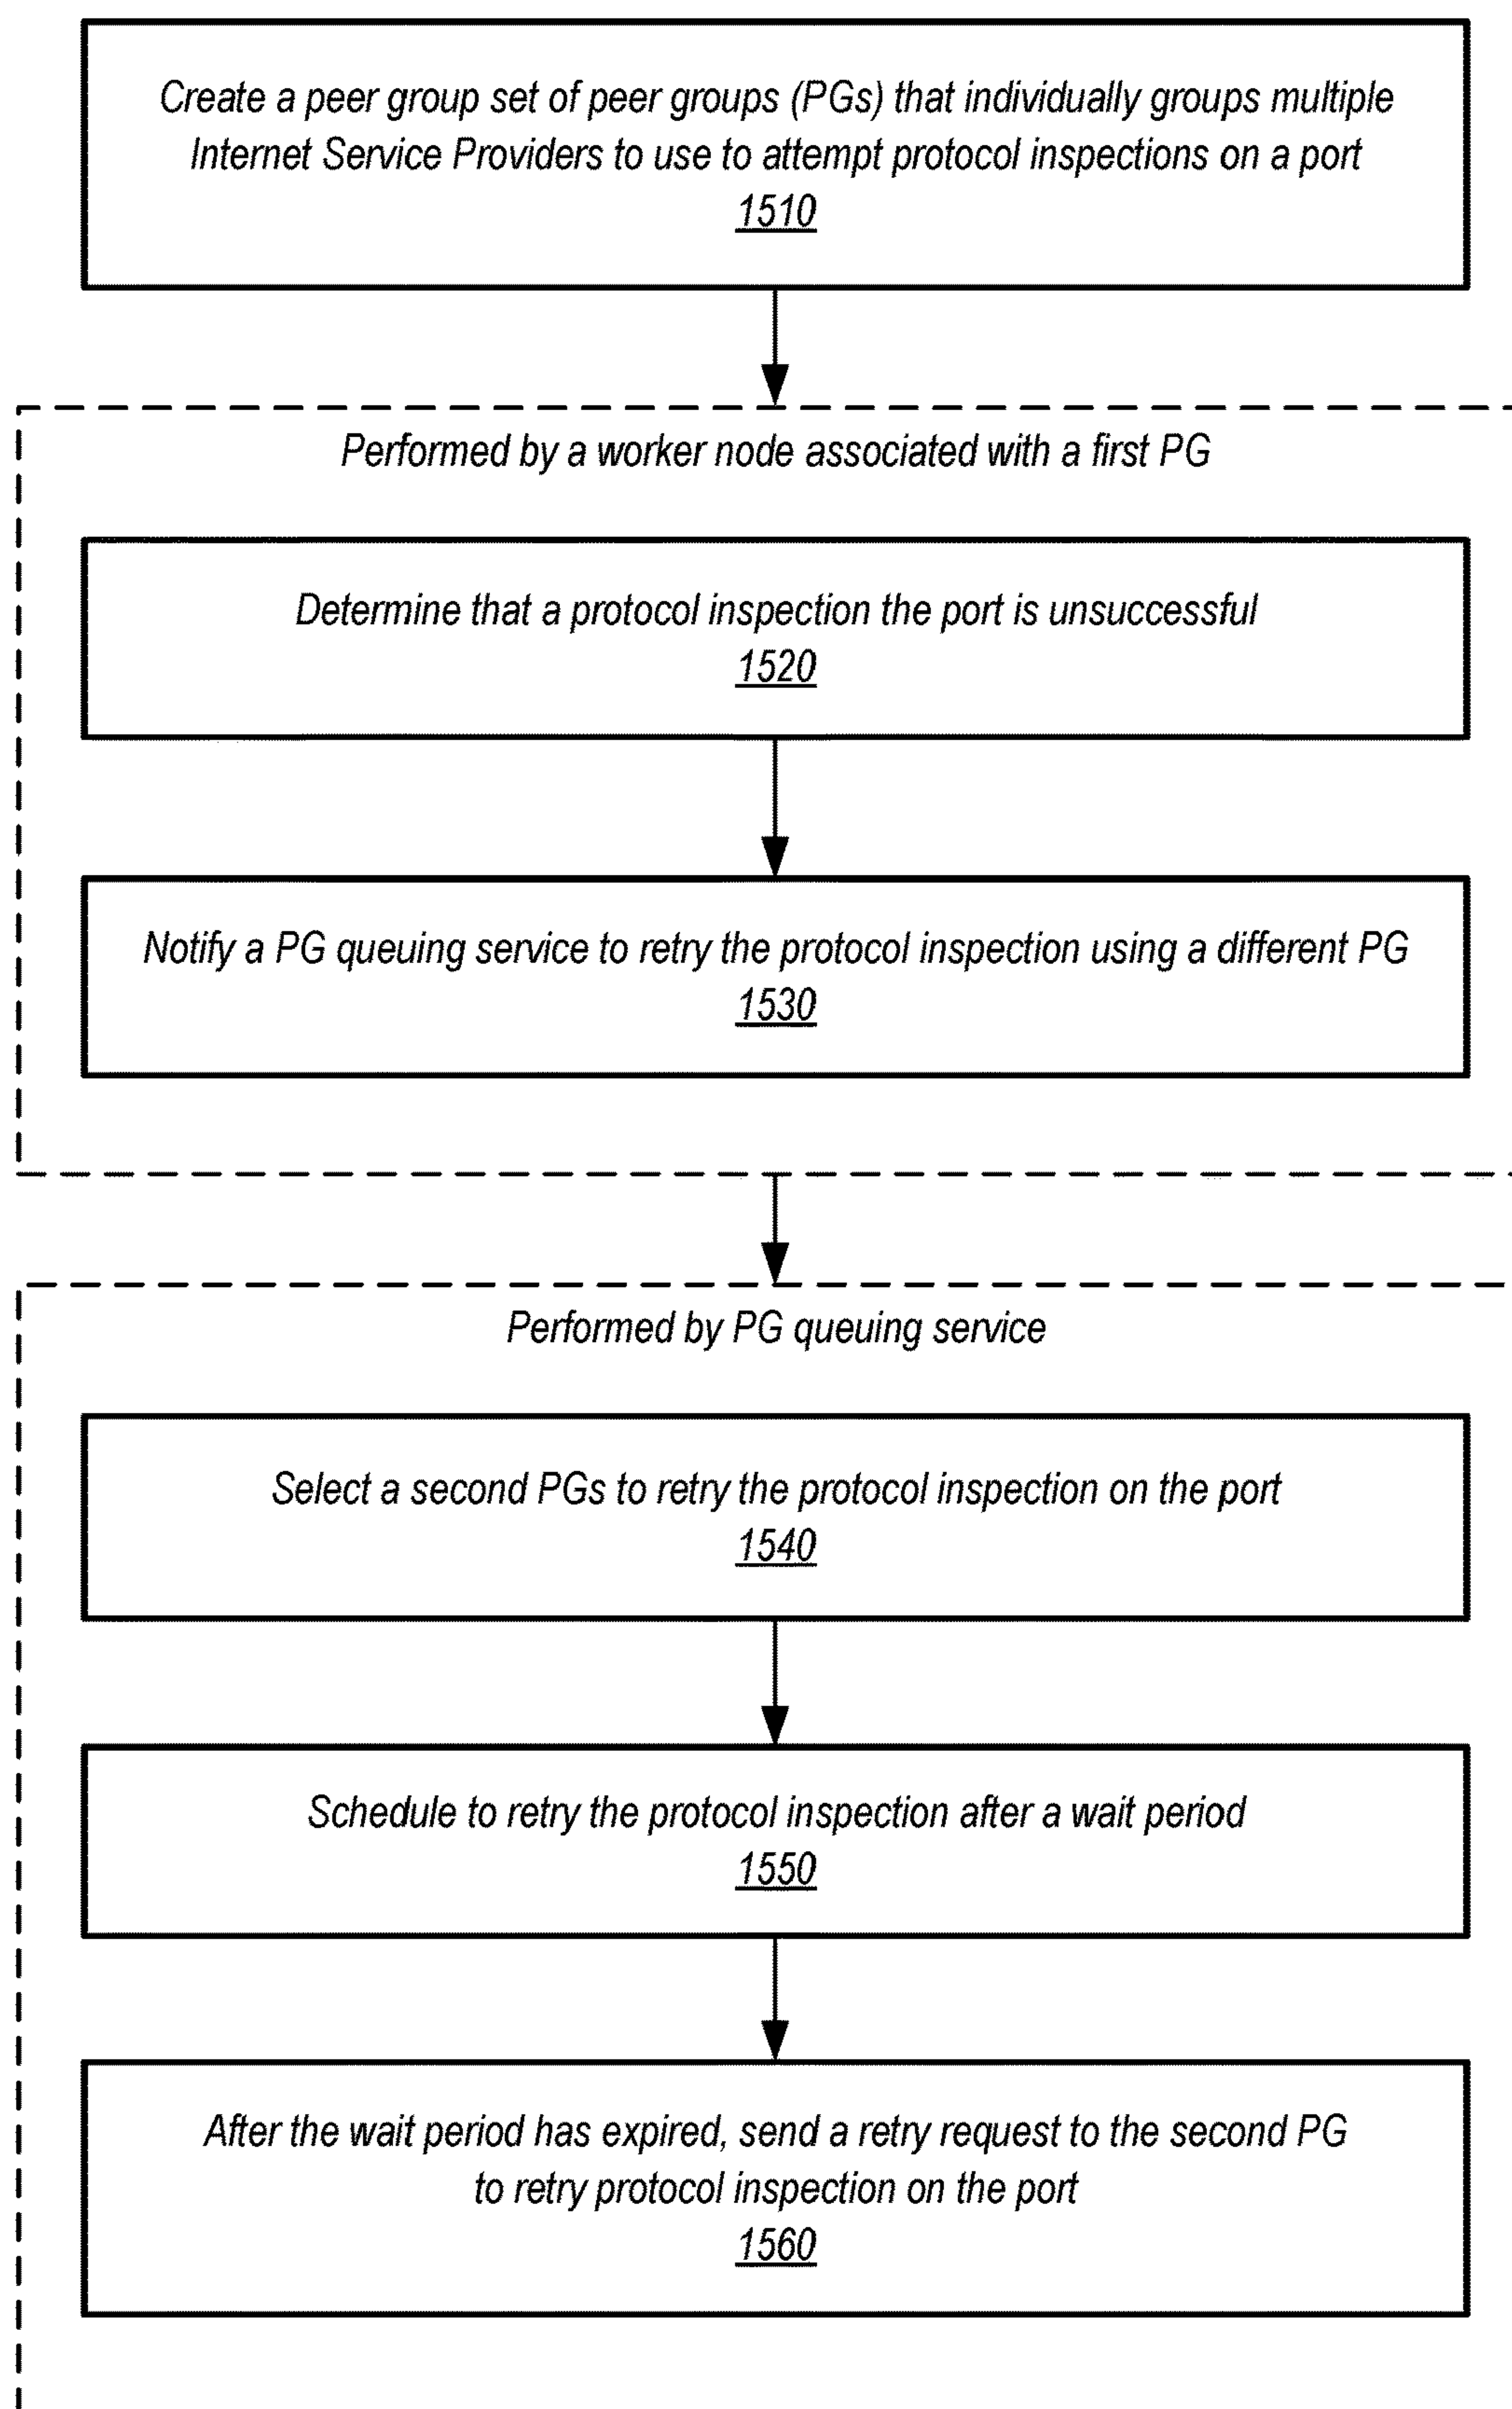 Create a peer group set of peer groups (PGs) that individually groups multiple
Internet Service Providers to use to attempt protocol inspections on a port
1510
Performed by a worker node associated with a first PG
Determine that a protocol inspection the port is unsuccessful
1520
Notify a PG queuing service to retry the protocol inspection using a different PG
1530
Performed by PG queuing service
Select a second PGs to retry the protocol inspection on the port
1540
Schedule to retry the protocol inspection after a wait period
1550
After the wait period has expired, send a retry request to the second PG
to retry protocol inspection on the port
1560